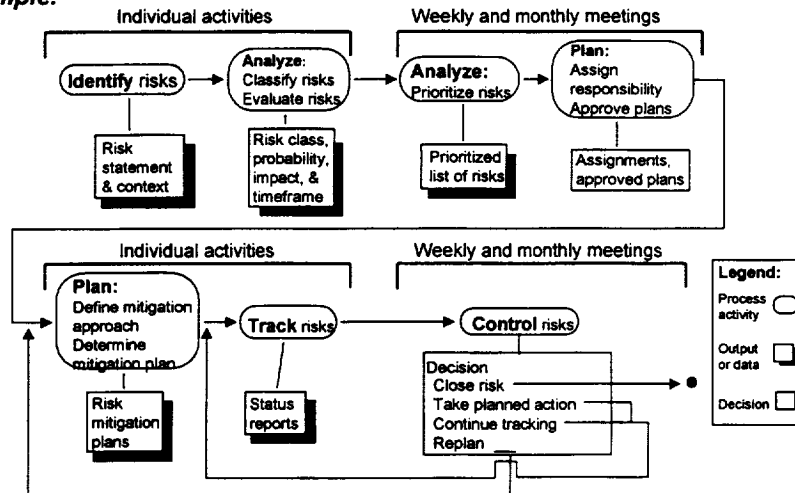 Individual activities
Weekly and monthly meetings
Identify risks
Analyze:
Classify risks
Evaluate risks
Analyze:
Prioritize risks
Plan:
Assign
responsibility
Approve plans
Risk
statement
& context
Risk class,
probability,
impact, &
timeframe
Prioritized
list of risks
Assignments,
approved plans
Individual activities
Weekly and monthly meetings
Plan:
Define mitigation
approach
Determine
mitigation plan
Track risks
Control risks
Risk
mitigation
plans
Status
reports
Decision
Close risk
Take planned action
Continue tracking
Replan
Legend:
Process
activity
Output
or data
Decision